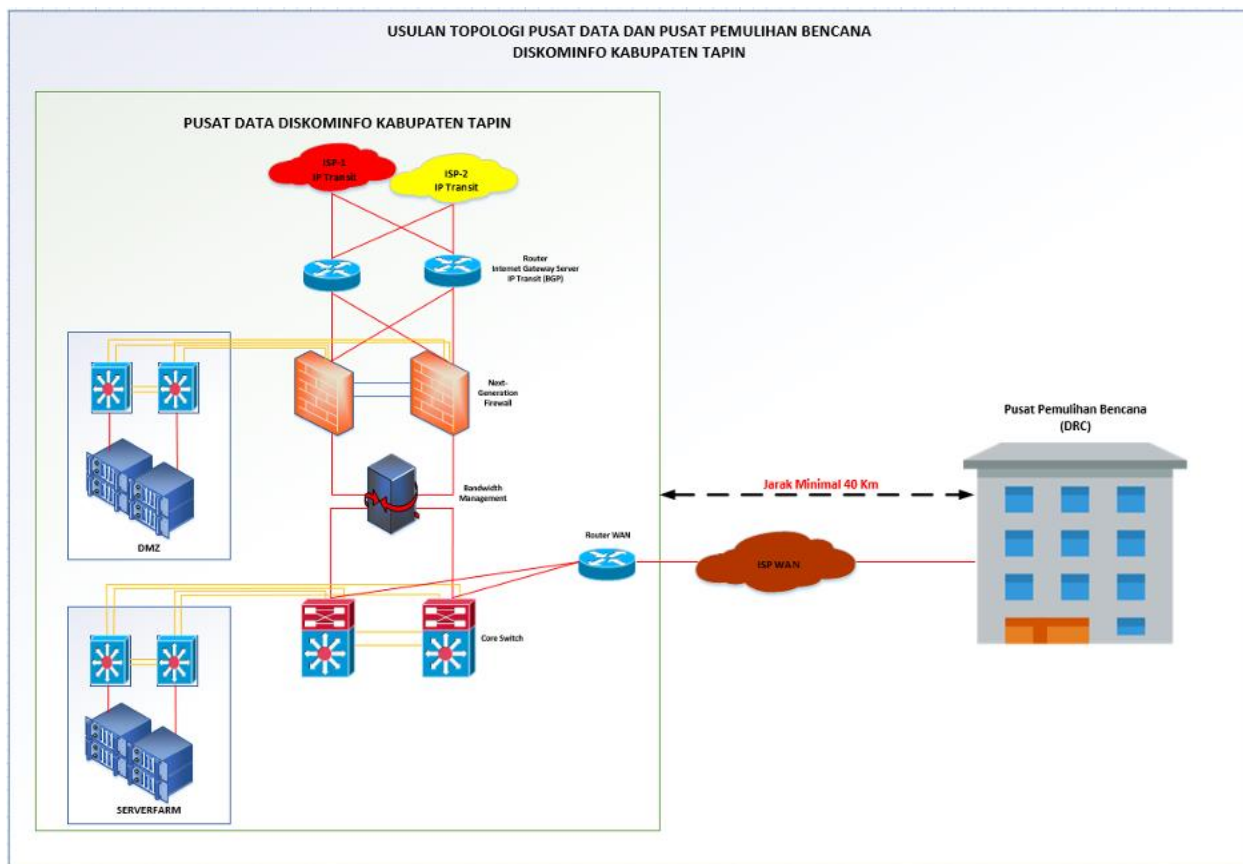 USULAN TOPOLOGI PUSAT DATA DAN PUSAT PEMULIHAN BENCANA
DISKOMINFO KABUPATEN TAPIN
PUSAT DATA DISKOMINFO KABUPATEN TAPIN
ISP-1
IP Transit
ISP-2
IP Transit
Router
Internet Gateway Server
IP Transit (BGP)
Next-
Generation
Firewall
Bandwidth
Management
DMZ
Router WAN
ISP WAN
Jarak Minimal 40 Km
Pusat Pemulihan Bencana
(DRC)
Core Switch
SERVERFARM